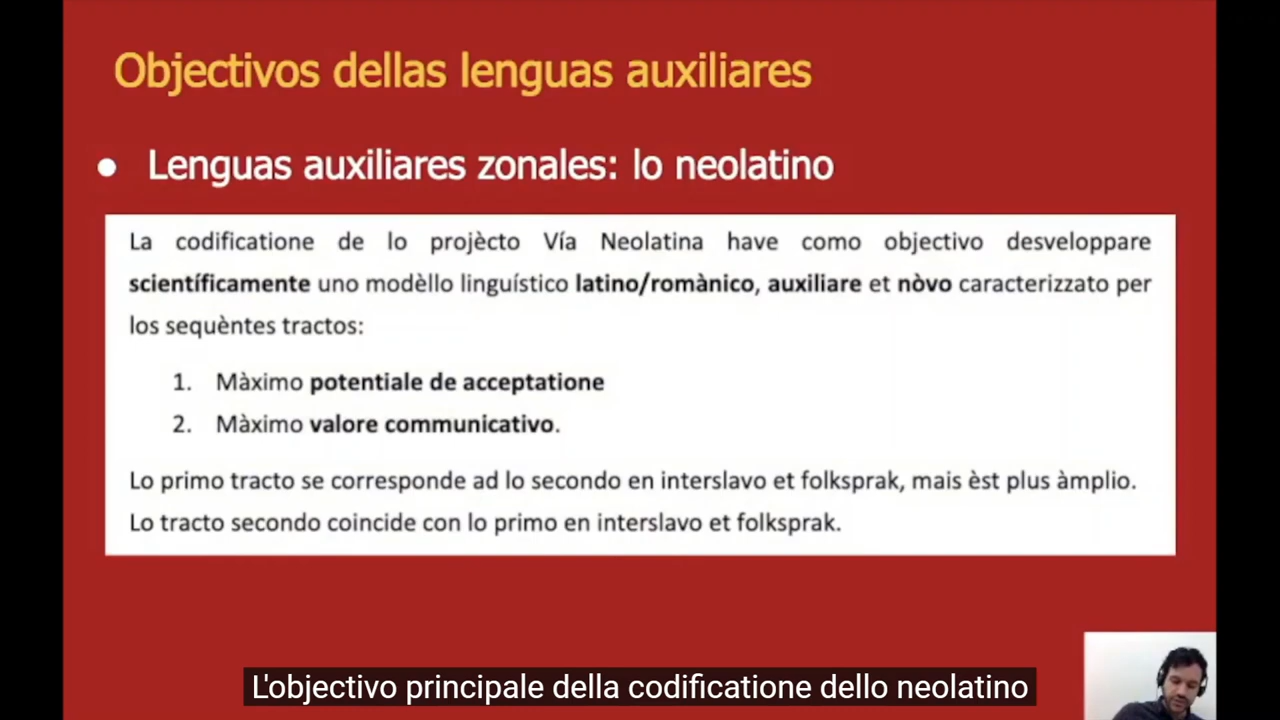 Objectivos dellas lenguas auxiliares
● Lenguas auxiliares zonales: lo neolatino
La codificatione de lo projècto Vía Neolatina have como objectivo desveloppare
scientíficamente uno modèllo linguístico latino/romànico, auxiliare et nòvo caracterizzato per
los sequèntes tractos:
1. Màximo potentiale de acceptatione
2. Màximo valore communicativo.
Lo primo tracto se corresponde ad lo secondo en interslavo et folksprak, mais èst plus àmplio.
Lo tracto secondo coincide con lo primo en interslavo et folksprak.
L'objectivo principale della codificatione dello neolatino